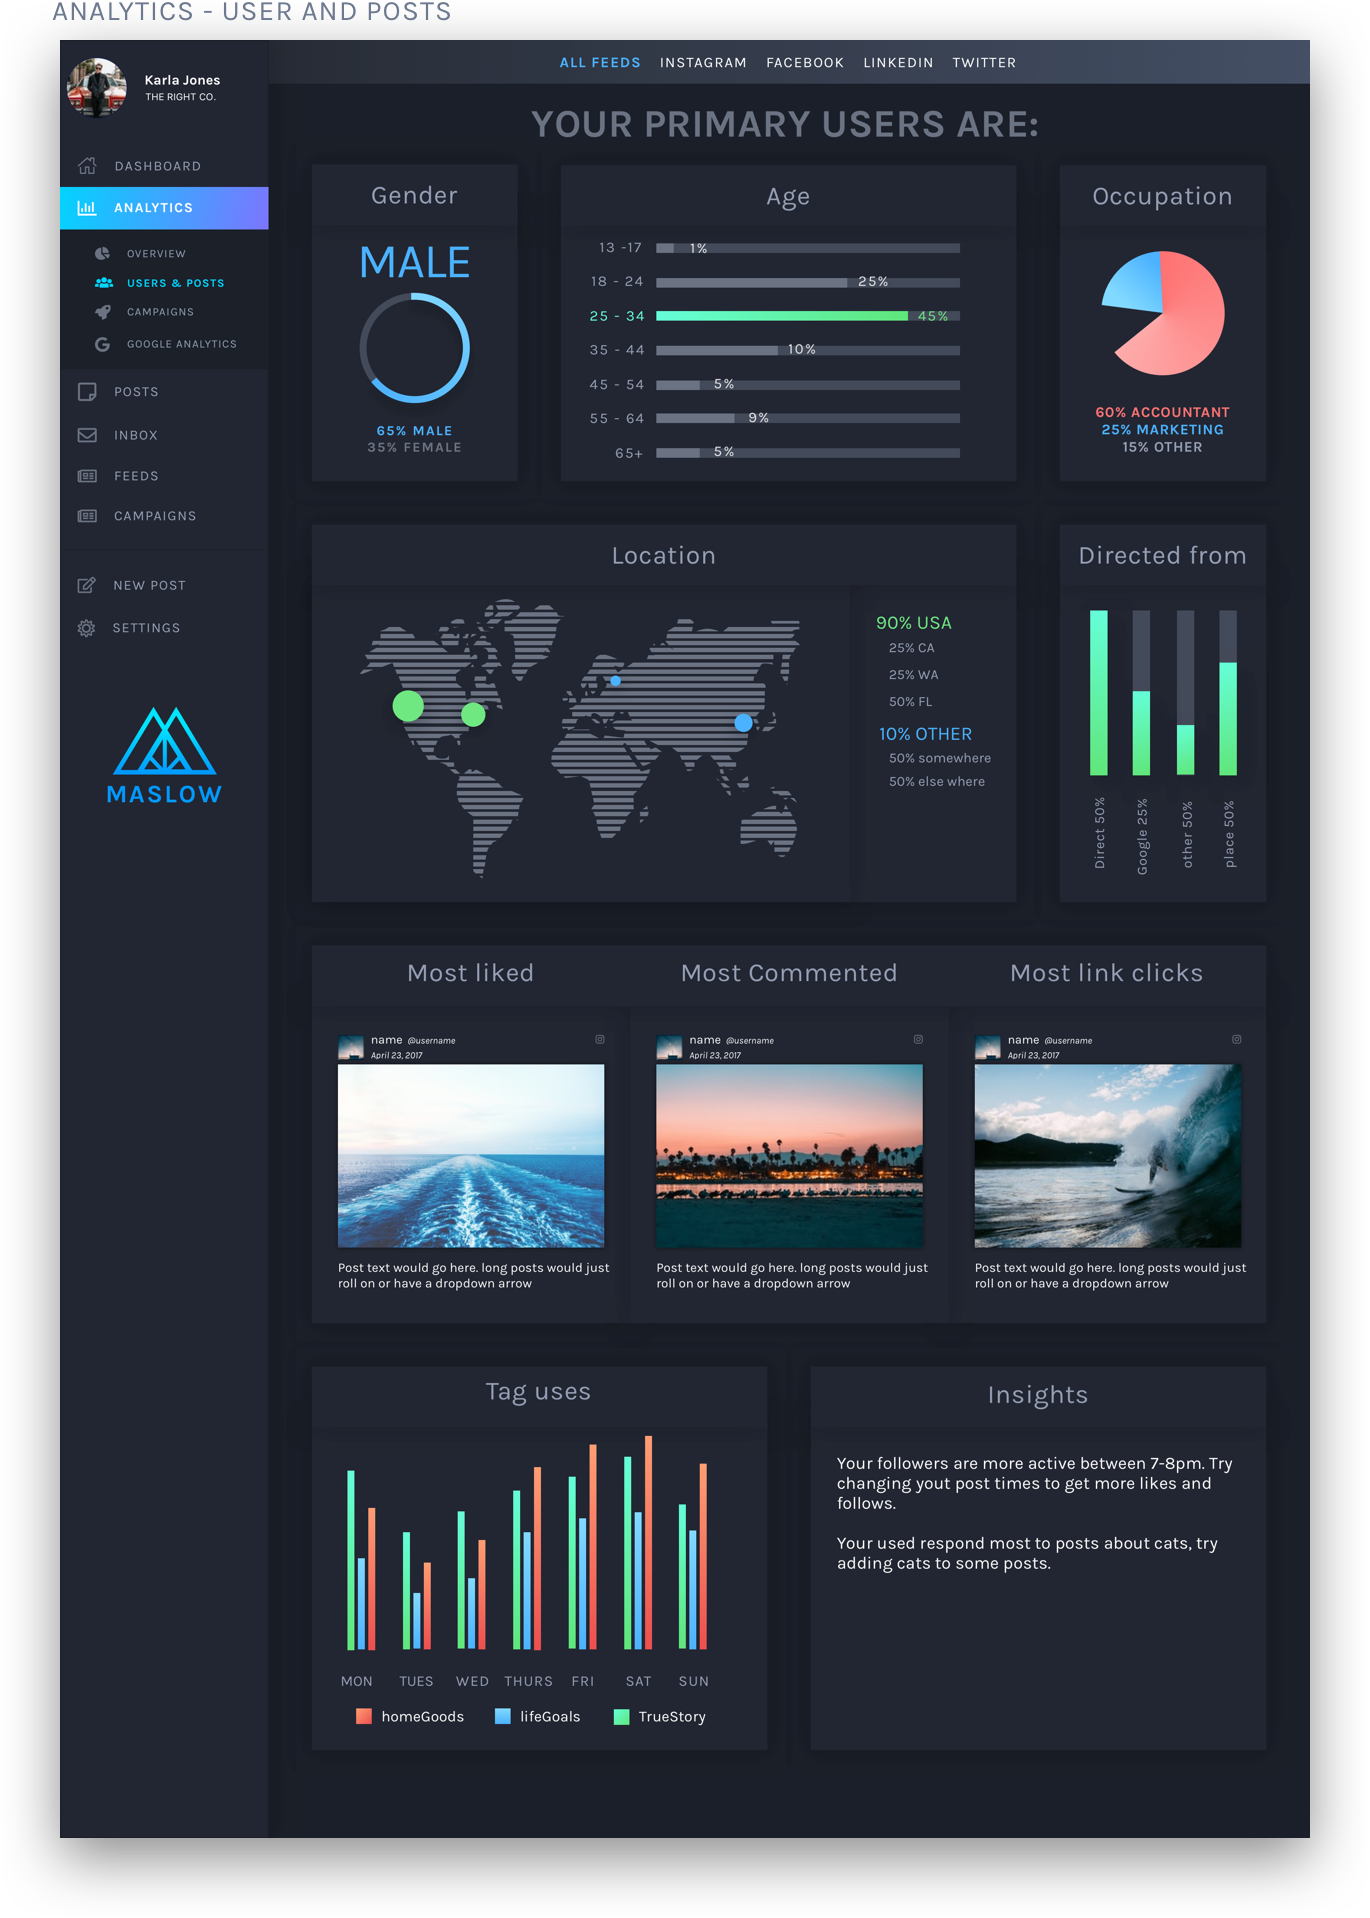 ANALYTICS - USER AND POSTS
Karla Jones
THE RIGHT CO.
DASHBOARD
ANALYTICS
OVERVIEW
USERS & POSTS
CAMPAIGNS
GOOGLE ANALYTICS
POSTS
INBOX
FEEDS
CAMPAIGNS
NEW POST
SETTINGS
MASLOW
ALL FEEDS INSTAGRAM FACEBOOK LINKEDIN TWITTER
YOUR PRIMARY USERS ARE:
Gender
MALE
65% MALE
35% FEMALE
Age
13 -17 1%
18 - 24 25%
25 - 34 45%
35 - 44 10%
45 - 54 5%
55 - 64 9%
65+ 5%
Occupation
60% ACCOUNTANT
25% MARKETING
15% OTHER
Location
90% USA
25% CA
25% WA
50% FL
10% OTHER
50% somewhere
50% else where
Directed from
Direct 50%
Google 25%
other 50%
place 50%
Most liked
name @username
April 23, 2017
Post text would go here. long posts would just
roll on or have a dropdown arrow
Most Commented
name @username
April 23, 2017
Post text would go here. long posts would just
roll on or have a dropdown arrow
Most link clicks
name @username
April 23, 2017
Post text would go here. long posts would just
roll on or have a dropdown arrow
Tag uses
MON TUES WED THURS FRI SAT SUN
homeGoods lifeGoals TrueStory
Insights
Your followers are more active between 7-8pm. Try
changing yout post times to get more likes and
follows.
Your used respond most to posts about cats, try
adding cats to some posts.